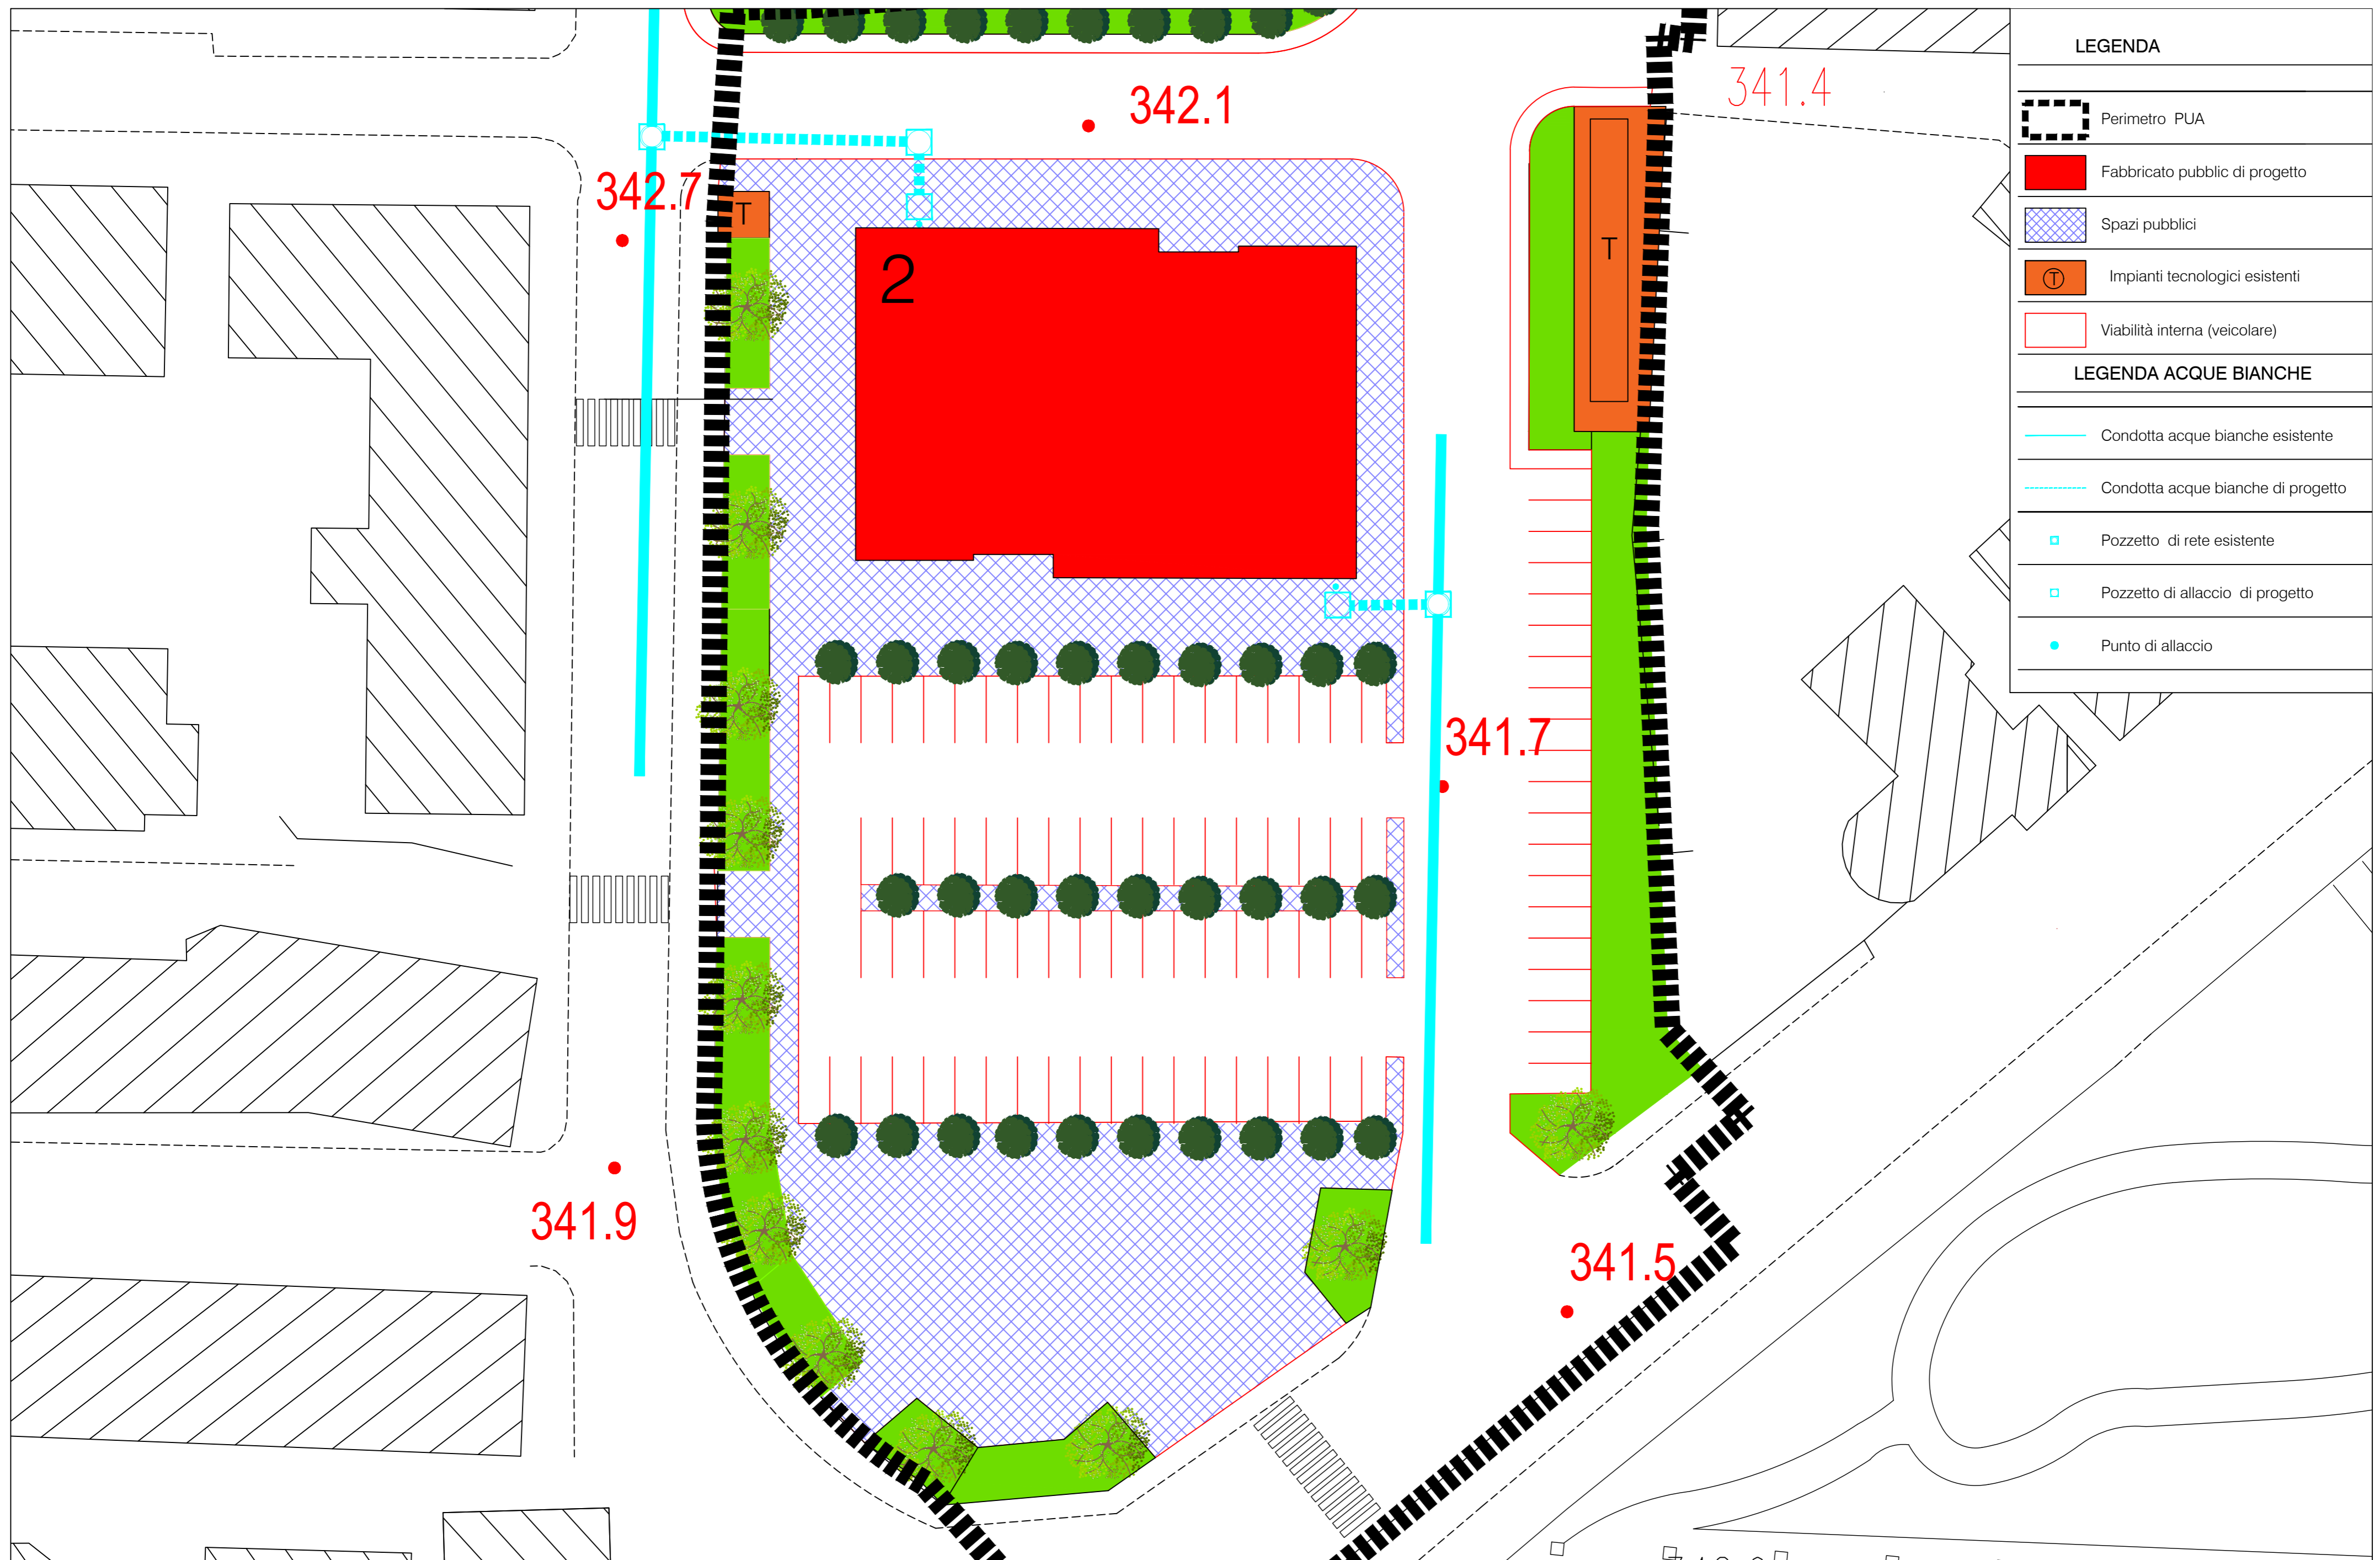 LEGENDA
Perimetro PUA
Fabbricato pubblic di progetto
Spazi pubblici
T Impianti tecnologici esistenti
Viabilità interna (veicolare)
LEGENDA ACQUE BIANCHE
Condotta acque bianche esistente
Condotta acque bianche di progetto
Pozzetto di rete esistente
Pozzetto di allaccio di progetto
Punto di allaccio
341.4
342.1
342.7
T
T
2
341.7
341.9
341.5